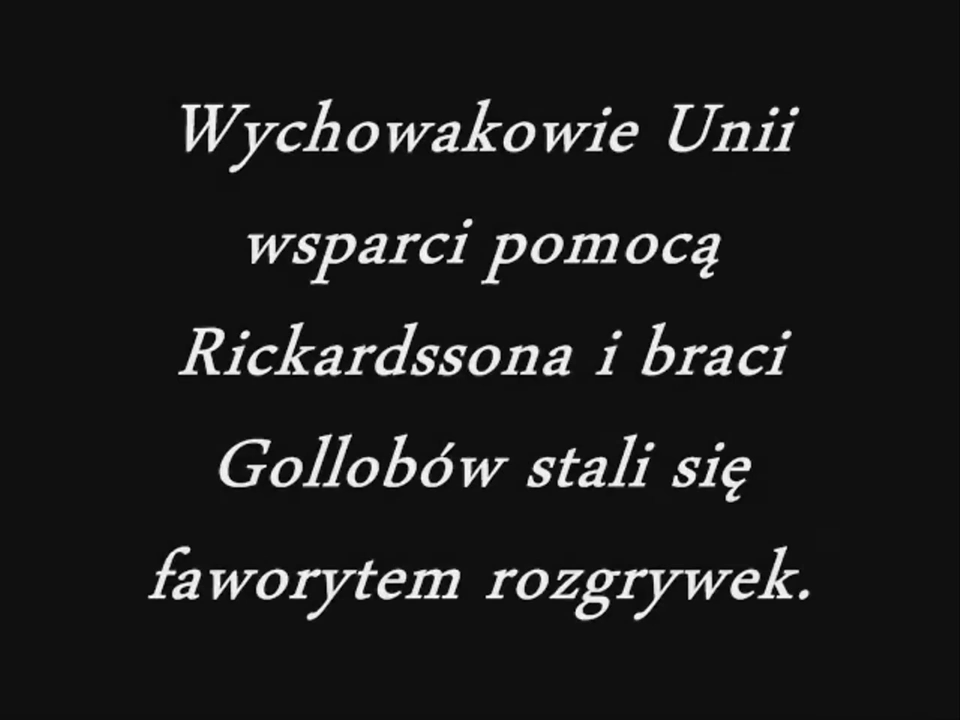 Wychowakowie Unii
wsparci pomocą
Rickardssona i braci
Gollobów stali się
faworytem rozgrywek.